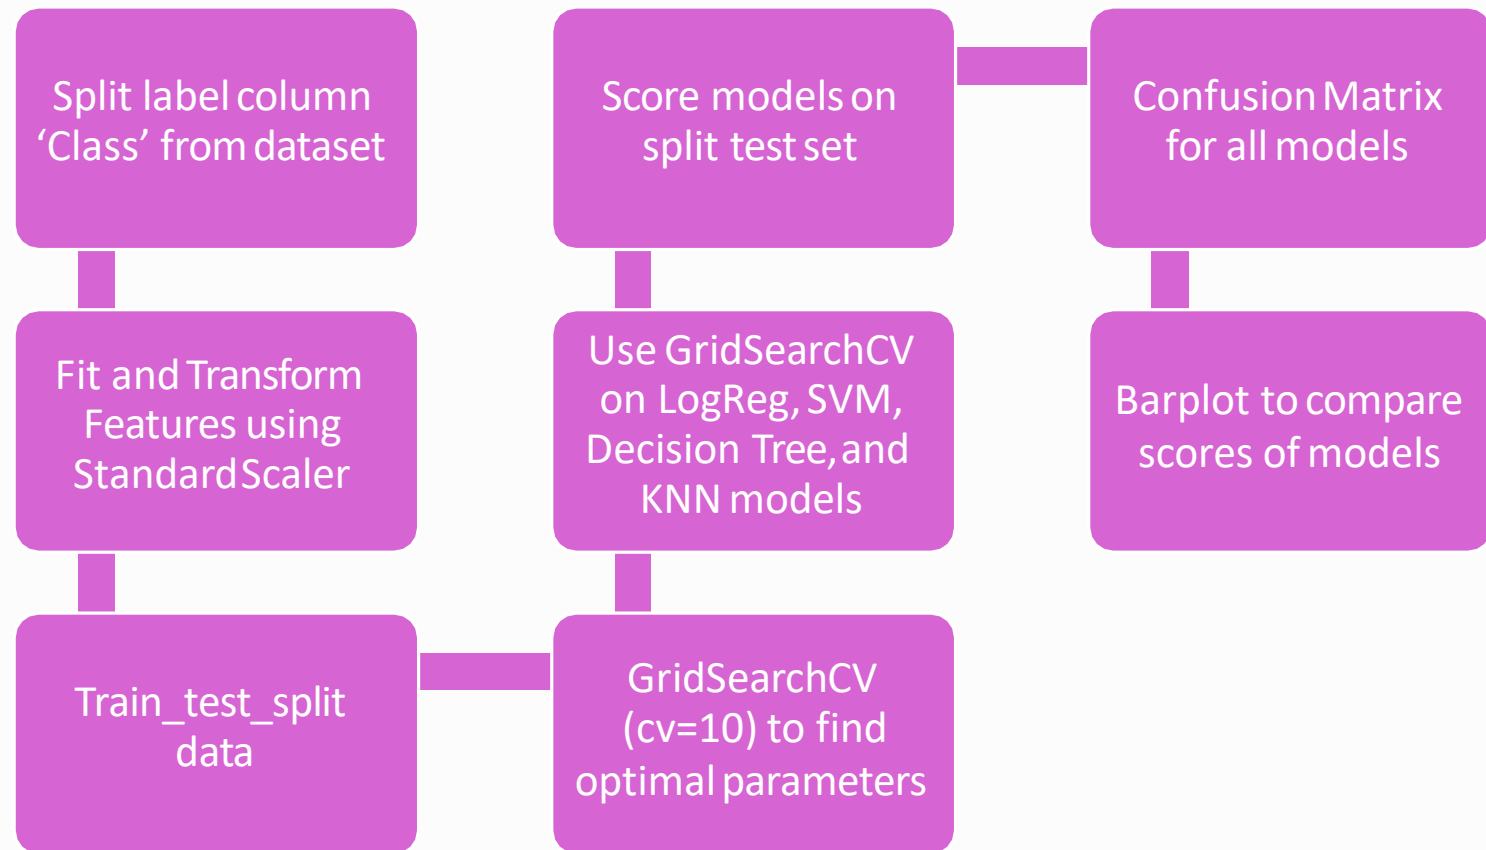 Split label column
‘Class’ from dataset
Fit and Transform
Features using
Standard Scaler
Train_test_split
data
GridSearchCV
(cv=10) to find
optimal parameters
Use GridSearchCV
on LogReg, SVM,
Decision Tree, and
KNN models
Score models on
split test set
Confusion Matrix
for all models
Barplot to compare
scores of models